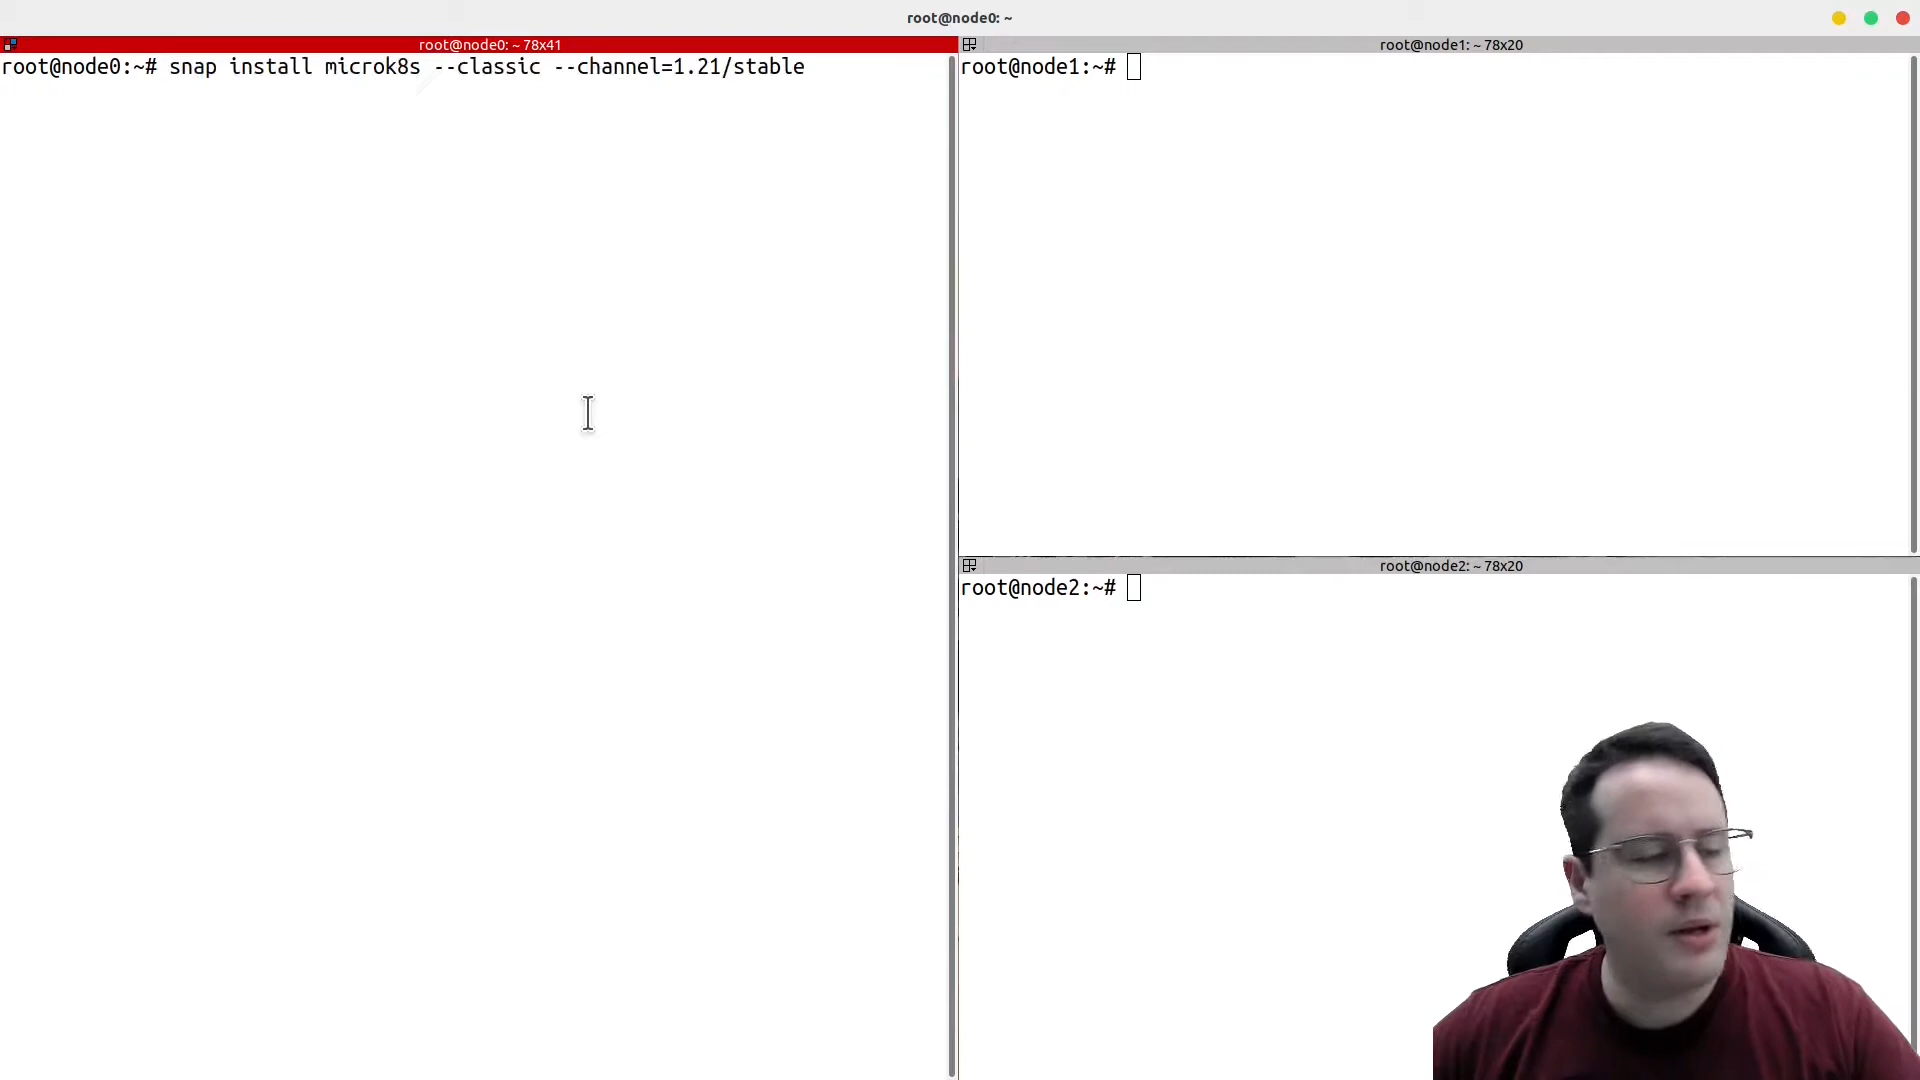 root@node0: ~
root@node0: ~ 78x41
root@node0:~# snap install microk8s --classic --channel=1.21/stable
root@node1: ~ 78x20
root@node1:~#
root@node2: ~ 78x20
root@node2:~#